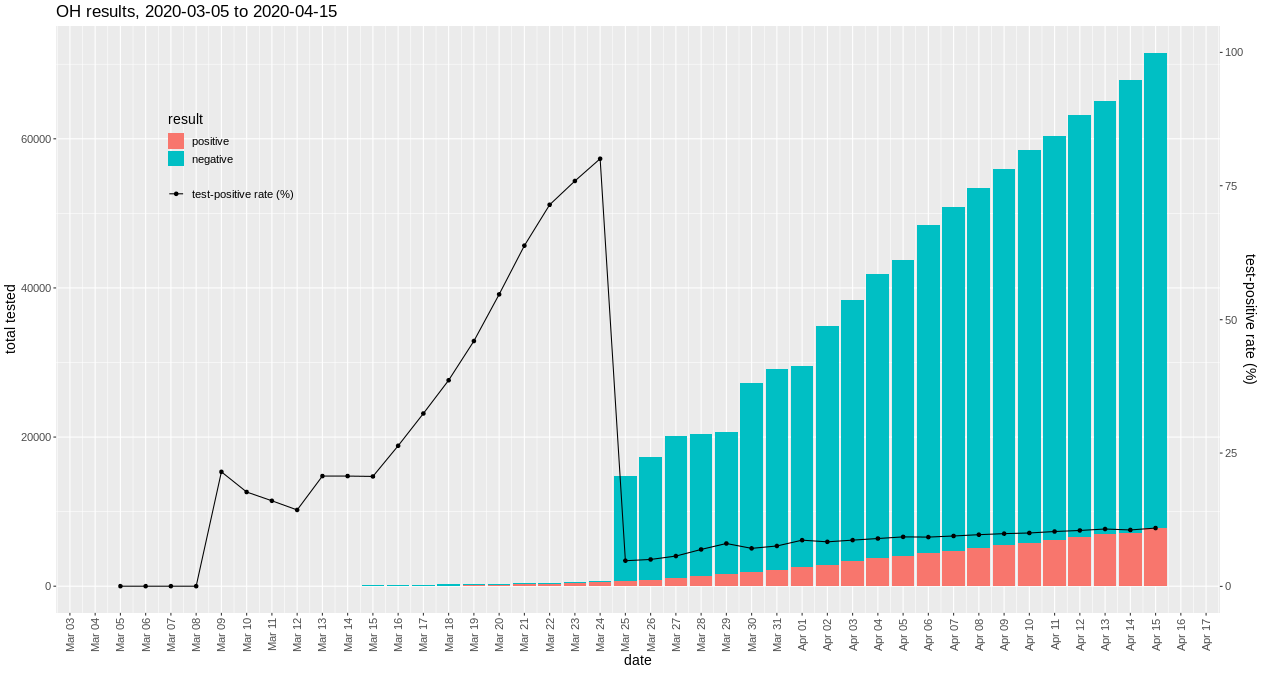 OH results, 2020-03-05 to 2020-04-15
result
positive
negative
test-positive rate (%)
total tested
60000
40000
20000
0
100
75
50
25
0
test-positive rate (%)
Mar 03
Mar 04
Mar 05
Mar 06
Mar 07
Mar 08
Mar 09
Mar 10
Mar 11
Mar 12
Mar 13
Mar 14
Mar 15
Mar 16
Mar 17
Mar 18
Mar 19
Mar 20
Mar 21
Mar 22
Mar 23
Mar 24
Mar 25
Mar 26
Mar 27
Mar 28
Mar 29
Mar 30
Mar 31
Apr 01
Apr 02
Apr 03
Apr 04
Apr 05
Apr 06
Apr 07
Apr 08
Apr 09
Apr 10
Apr 11
Apr 12
Apr 13
Apr 14
Apr 15
Apr 16
Apr 17
date